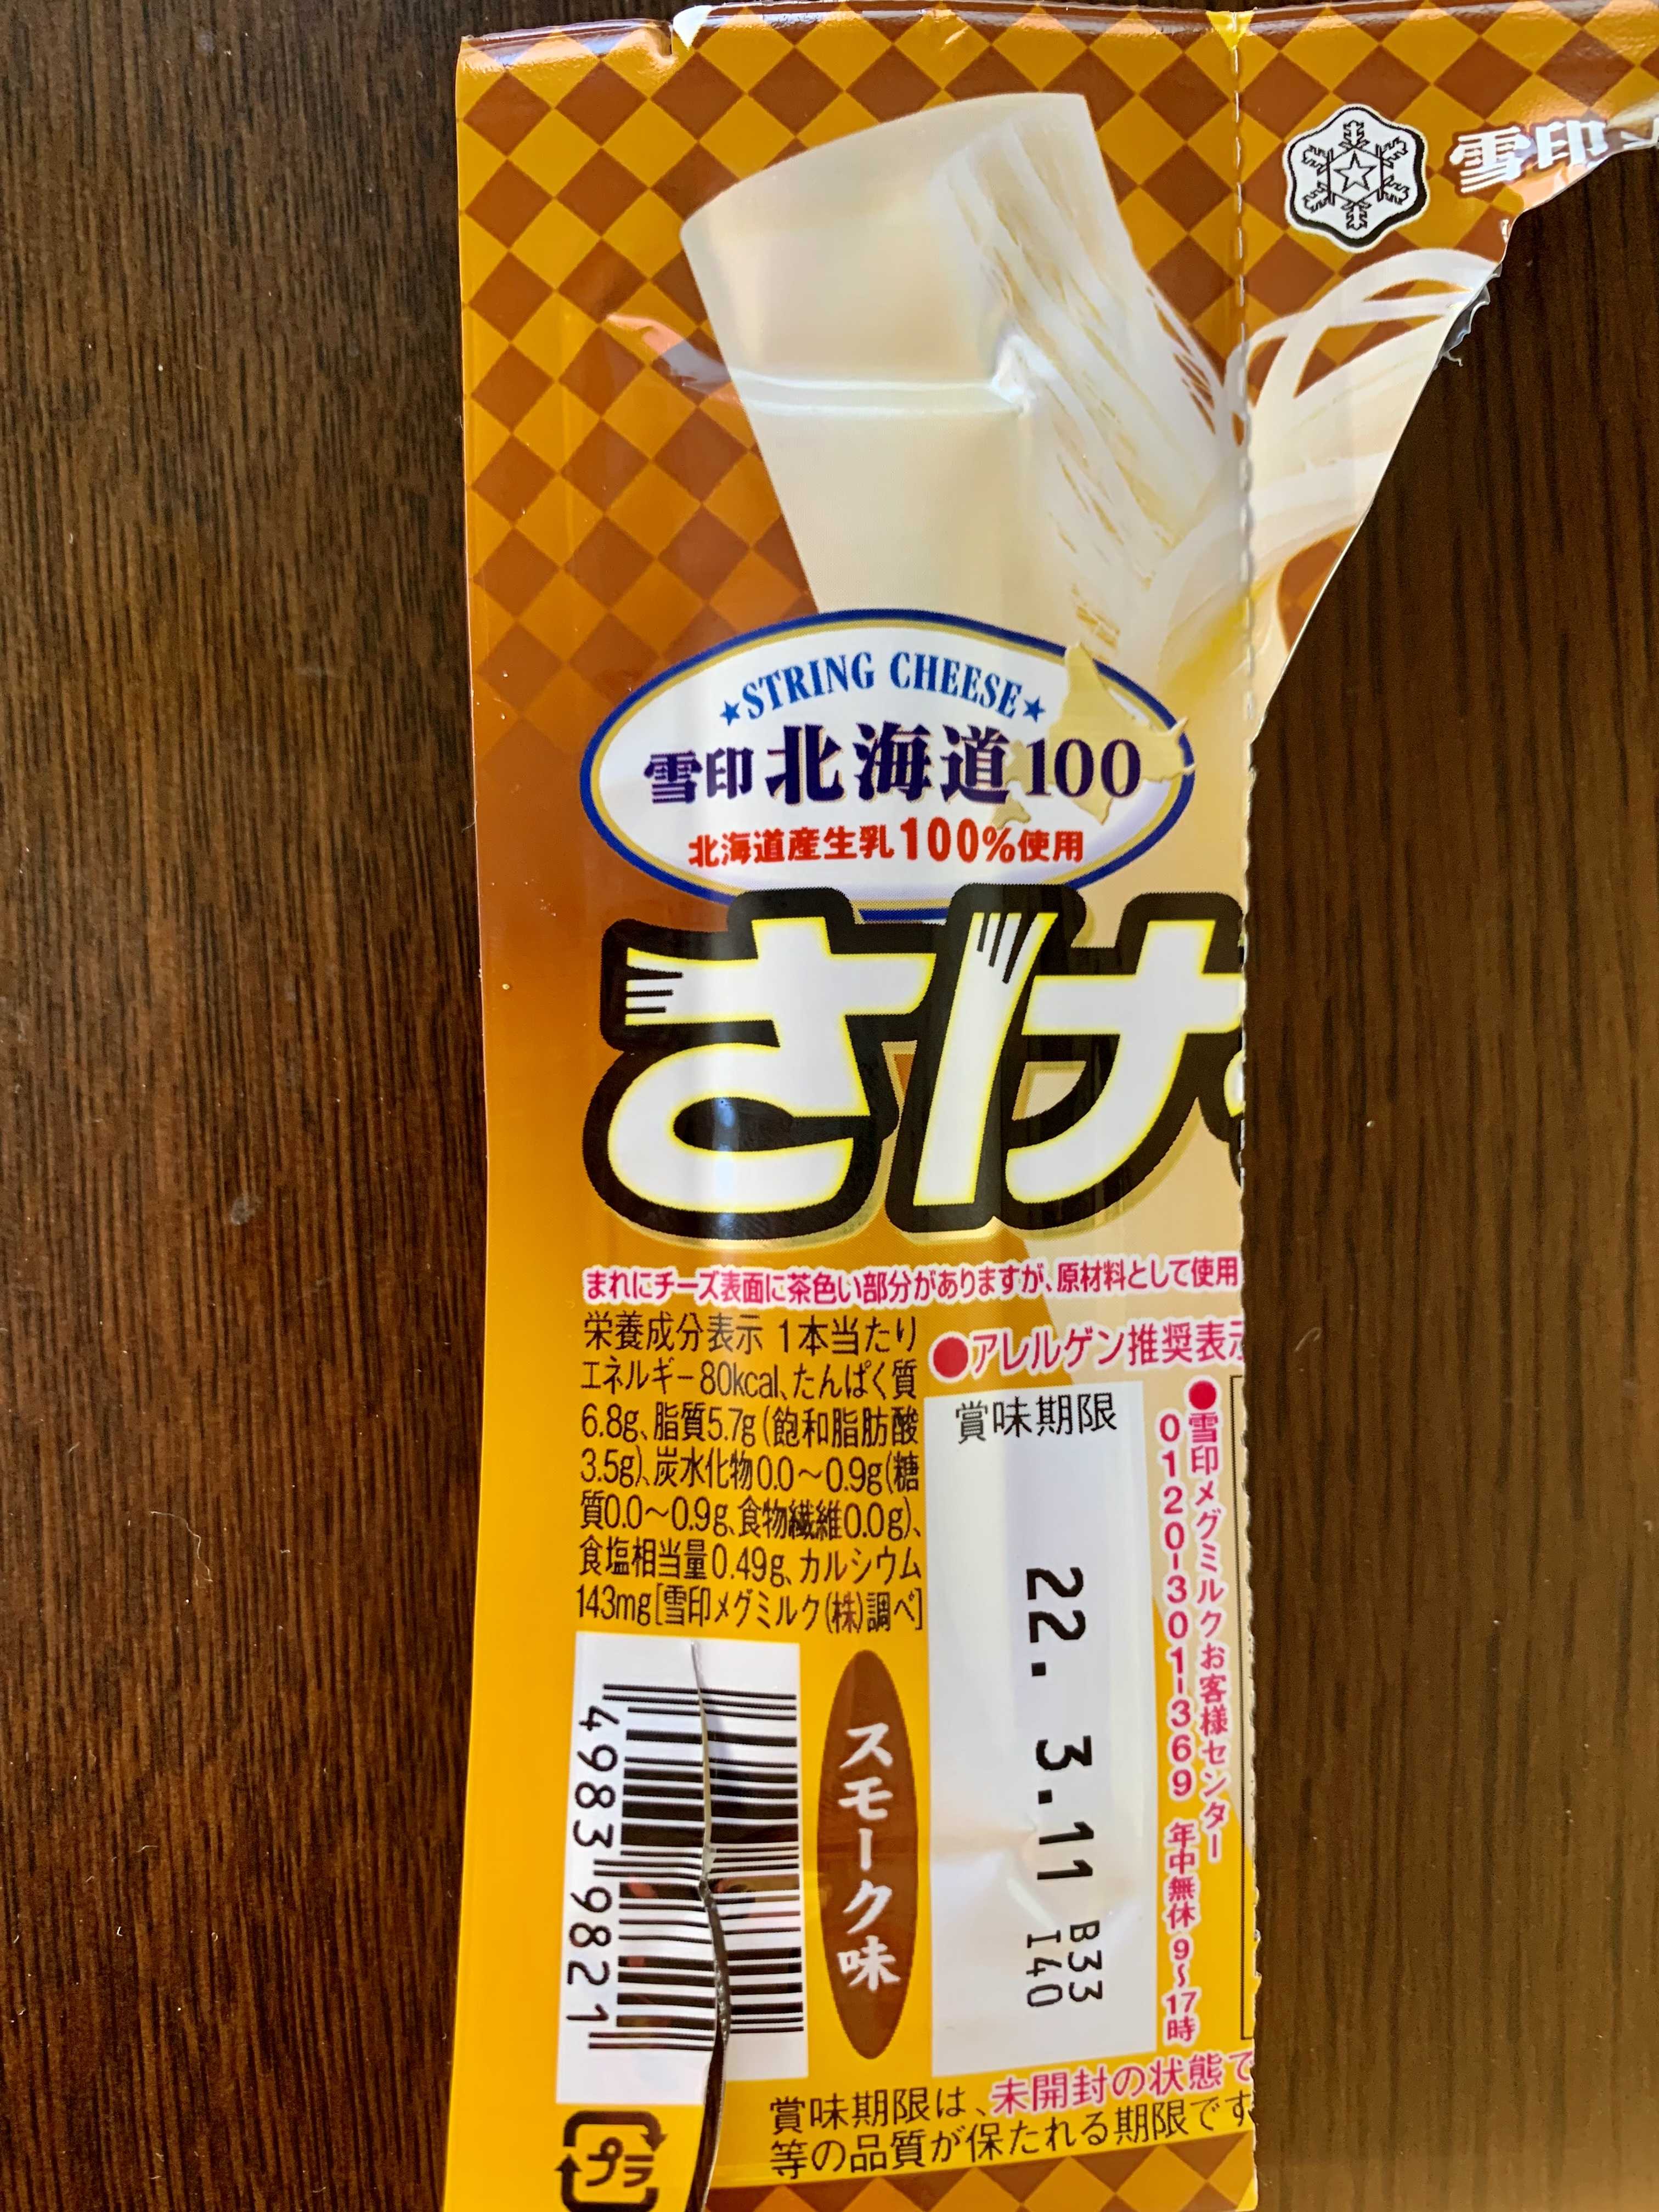 雪印
★STRING CHEESE★
雪印 北海道100
北海道産生乳100%使用
さけ
まれにチーズ表面に茶色い部分がありますが、原材料として使用
栄養成分表示 1本当たり
エネルギー80kcal、たんぱく質
6.8g、脂質5.7g(飽和脂肪酸
3.5g)、炭水化物0.0～0.9g(糖
質0.0～0.9g、食物繊維0.0g)、
食塩相当量0.49g、カルシウム
143mg[雪印メグミルク(株)調べ]
●アレルゲン推奨表示
賞味期限
22. 3.11
B33
I40
●雪印メグミルクお客様センター
0120-301-369 年中無休 9～17時
スモーク味
4983 9821
プラ
賞味期限は、未開封の状態で
等の品質が保たれる期限です